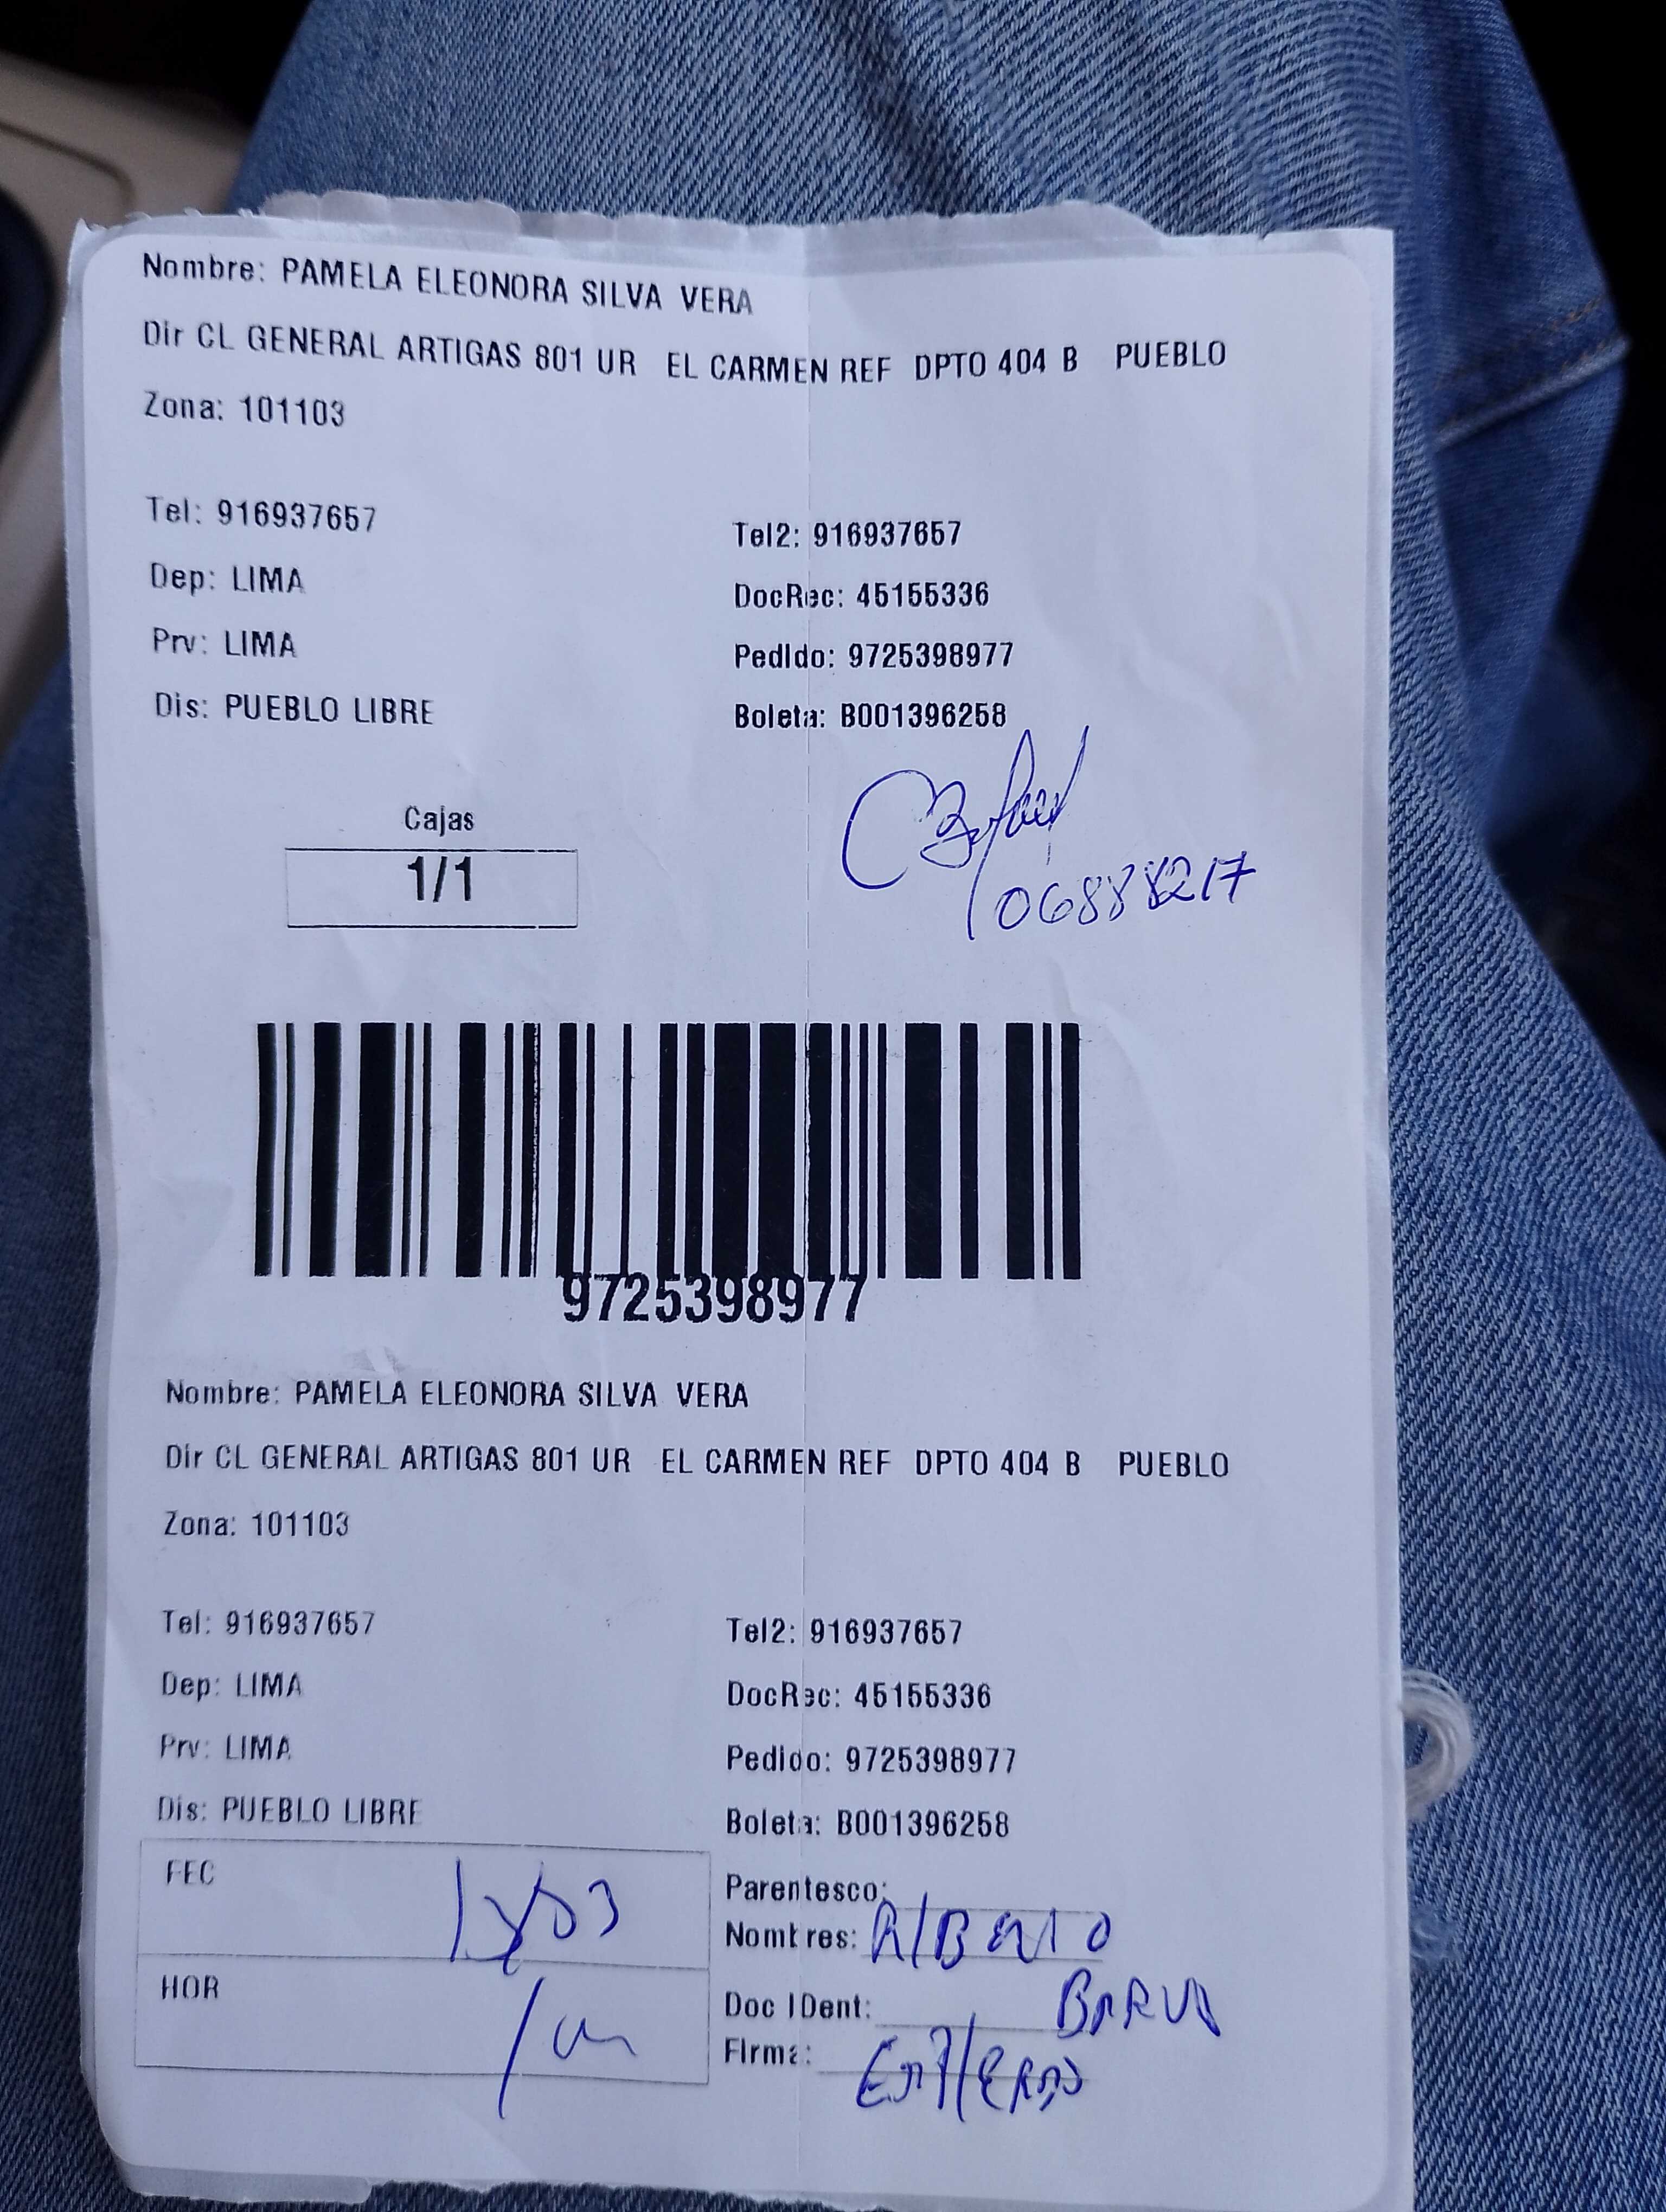 Nombre: PAMELA ELEONORA SILVA VERA
Dir CL GENERAL ARTIGAS 801 UR EL CARMEN REF DPTO 404 B PUEBLO
Zona: 101103
Tel: 916937657
Dep: LIMA
Prv: LIMA
Dis: PUEBLO LIBRE
Tel2: 916937657
DocRec: 45155336
Pedido: 9725398977
Boleta: B001396258
Cajas
1/1
06888217
9725398977
Nombre: PAMELA ELEONORA SILVA VERA
Dir CL GENERAL ARTIGAS 801 UR EL CARMEN REF DPTO 404 B PUEBLO
Zona: 101103
Tel: 916937657
Dep: LIMA
Prv: LIMA
Dis: PUEBLO LIBRE
Tel2: 916937657
DocRec: 45155336
Pedido: 9725398977
Boleta: B001396258
FEC
HOR
Parentesco:
Nombres: AlBERTO
Doc IDent:
Firma: